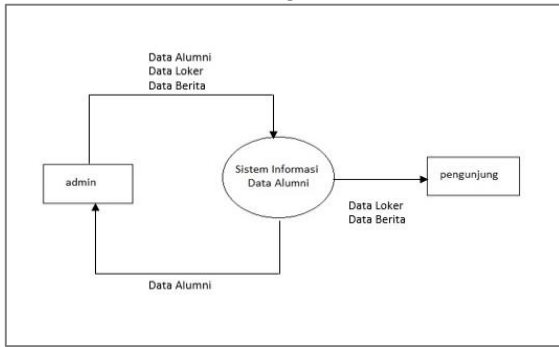 Data Alumni
Data Loker
Data Berita
admin
Sistem Informasi
Data Alumni
pengunjung
Data Loker
Data Berita
Data Alumni